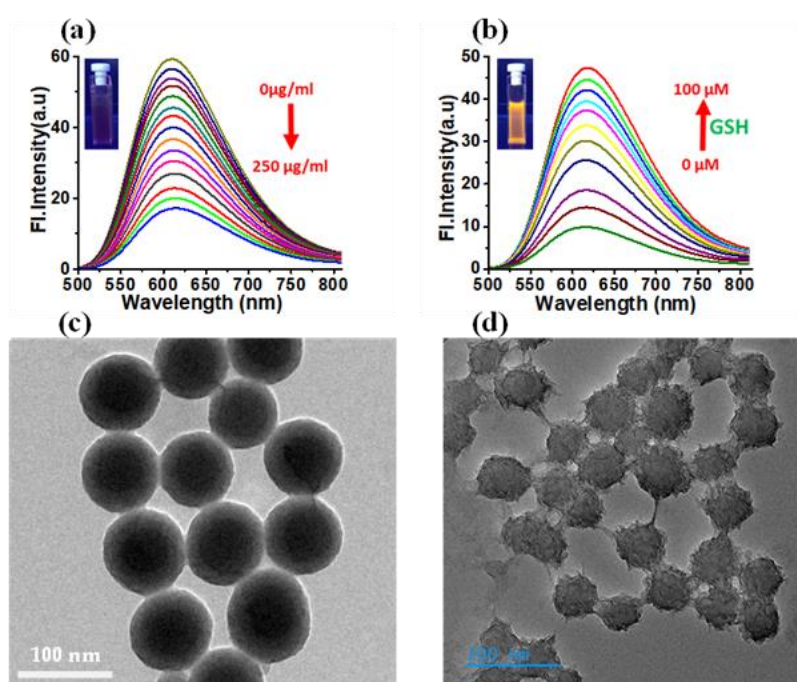 (a)
Fl.Intensity(a.u)
60
40
20
0
0µg/ml
250 µg/ml
500 550 600 650 700 750 800
Wavelength (nm)
(b)
Fl.Intensity(a.u)
50
40
30
20
10
0
100 µM
GSH
0 µM
500 550 600 650 700 750 800
Wavelength (nm)
(c)
100 nm
(d)